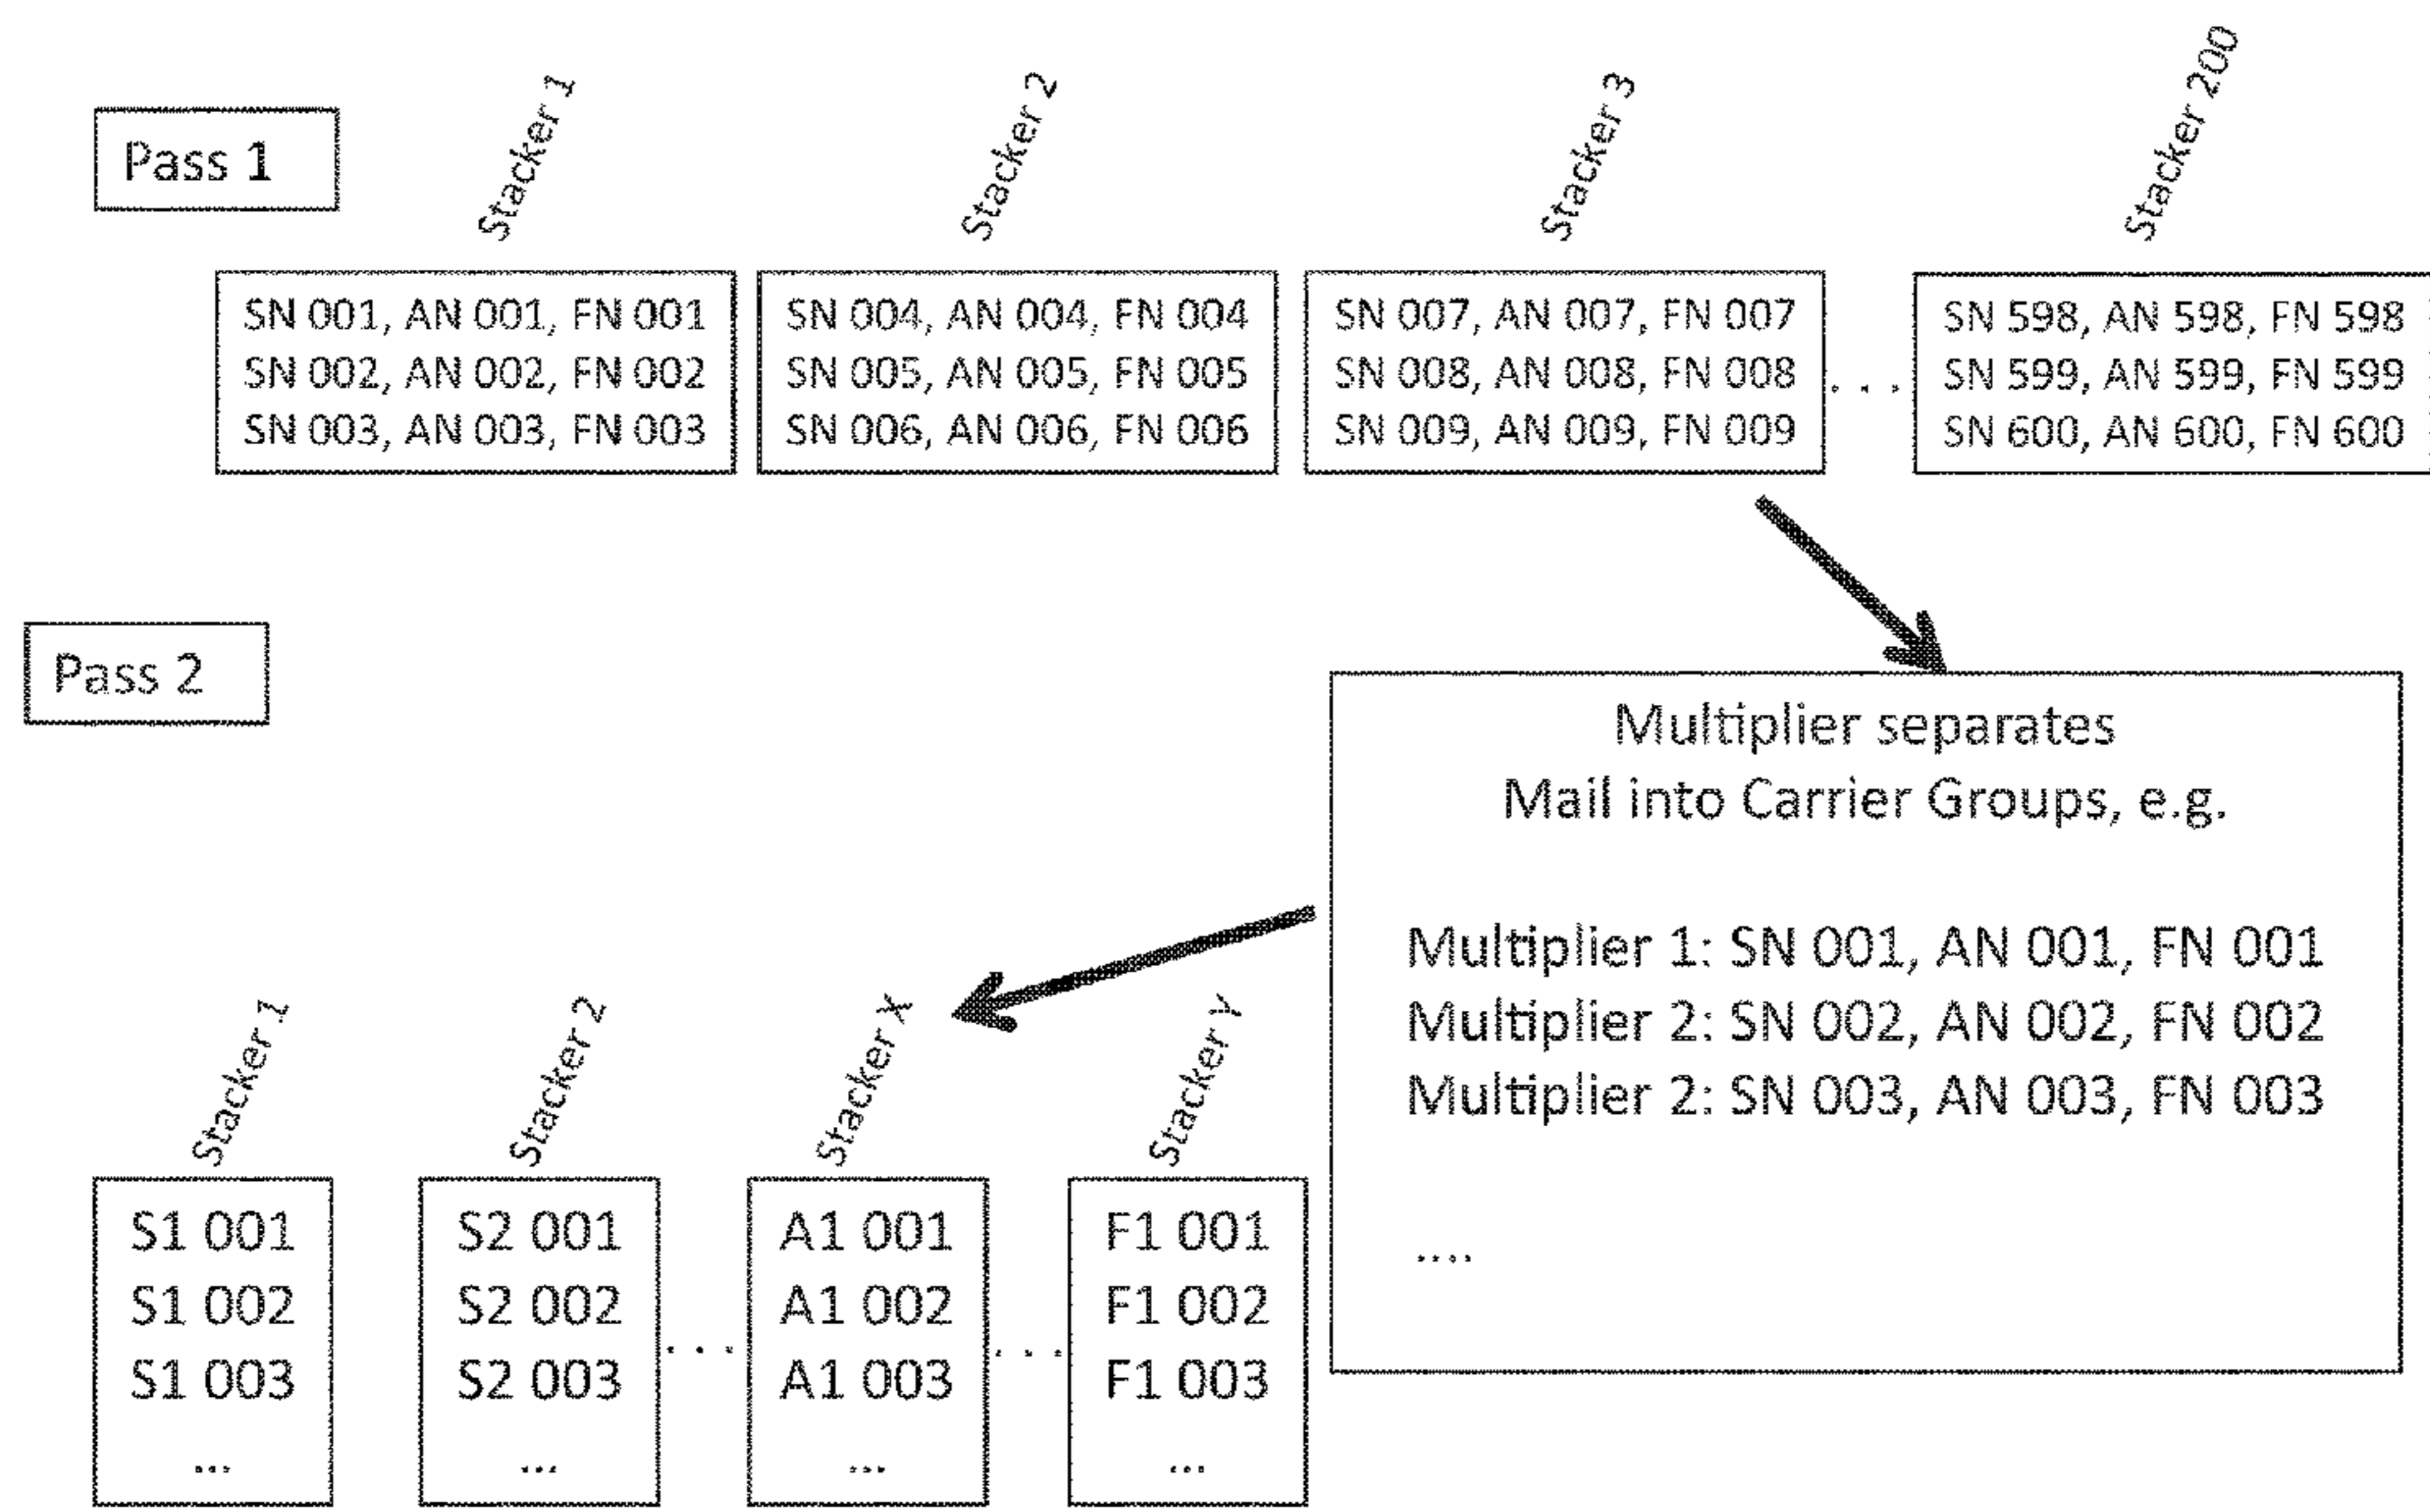 Pass 1
Stacker 1
Stacker 2
Stacker 3
Stacker 200
SN 001, AN 001, FN 001
SN 002, AN 002, FN 002
SN 003, AN 003, FN 003
SN 004, AN 004, FN 004
SN 005, AN 005, FN 005
SN 006, AN 006, FN 006
SN 007, AN 007, FN 007
SN 008, AN 008, FN 008
SN 009, AN 009, FN 009
. . .
SN 598, AN 598, FN 598
SN 599, AN 599, FN 599
SN 600, AN 600, FN 600
Pass 2
Multiplier separates
Mail into Carrier Groups, e.g.
Multiplier 1: SN 001, AN 001, FN 001
Multiplier 2: SN 002, AN 002, FN 002
Multiplier 2: SN 003, AN 003, FN 003
....
Stacker 1
Stacker 2
Stacker X
Stacker Y
S1 001
S1 002
S1 003
...
S2 001
S2 002
S2 003
...
. . .
A1 001
A1 002
A1 003
...
. . .
F1 001
F1 002
F1 003
...